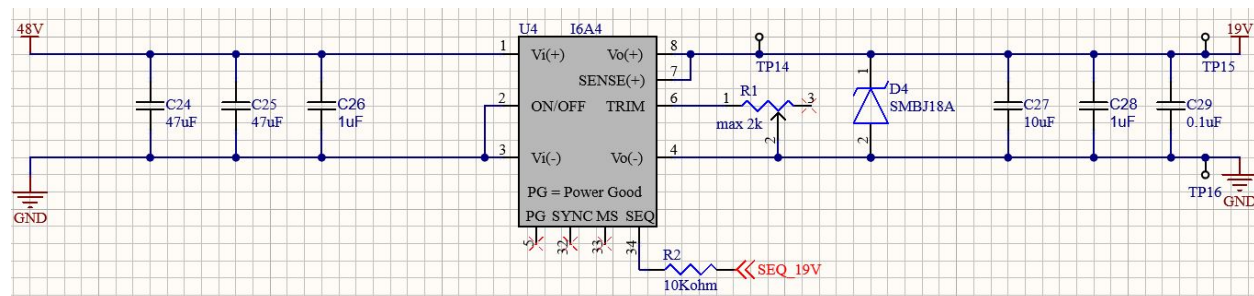 48V
U4
I6A4
19V
1
Vi(+)
Vo(+)
8
TP14
TP15
SENSE(+)
7
C24
47uF
C25
47uF
C26
1uF
2
ON/OFF
TRIM
6
1
R1
3
max 2k
2
1
D4
SMBJ18A
2
C27
10uF
C28
1uF
C29
0.1uF
3
Vi(-)
Vo(-)
4
GND
PG = Power Good
TP16
GND
PG
SYNC
MS
SEQ
5
32
33
34
R2
10Kohm
SEQ_19V